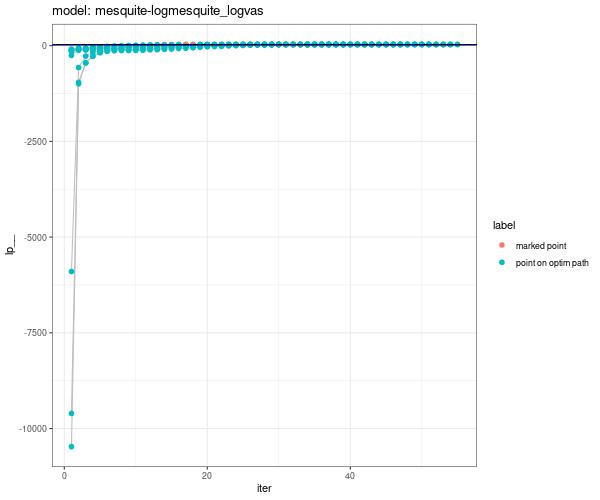 model: mesquite-logmesquite_logvas
0
-2500
-5000
-7500
-10000
lp__
0
20
40
iter
label
marked point
point on optim path